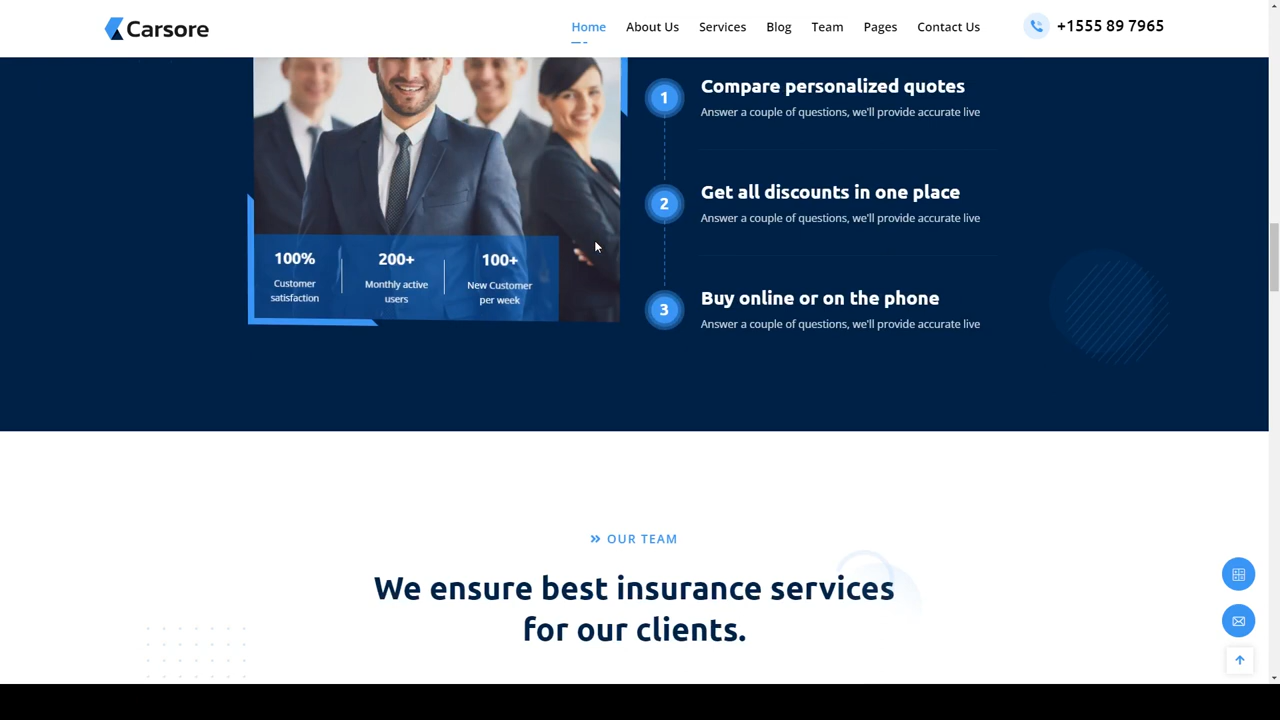 Carsore
Home About Us Services Blog Team Pages Contact Us
+1555 89 7965
1
Compare personalized quotes
Answer a couple of questions, we'll provide accurate live
2
Get all discounts in one place
Answer a couple of questions, we'll provide accurate live
100%
Customer
satisfaction
200+
Monthly active
users
100+
New Customer
per week
3
Buy online or on the phone
Answer a couple of questions, we'll provide accurate live
OUR TEAM
We ensure best insurance services
for our clients.